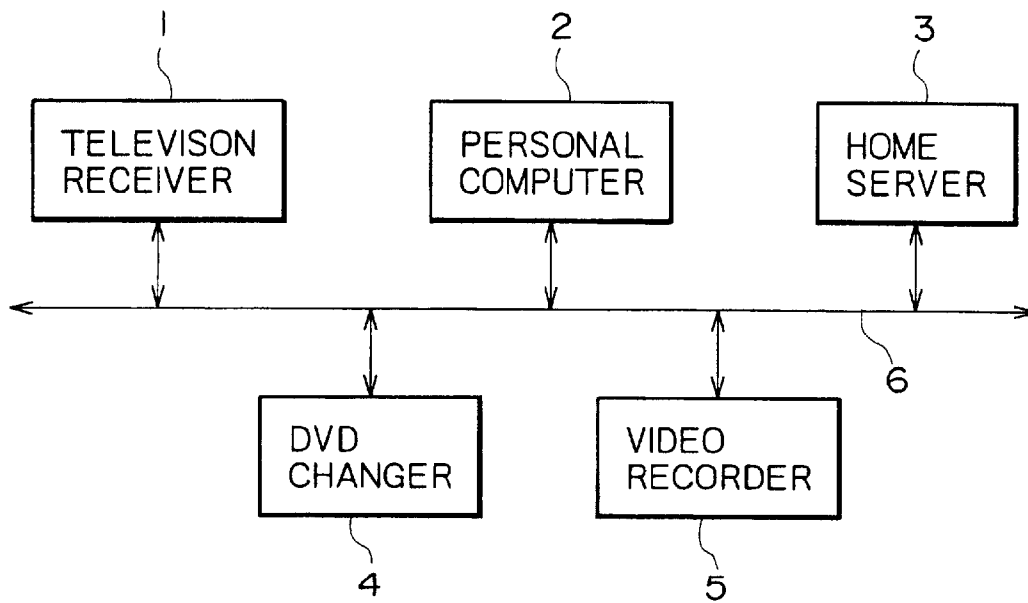 1
2
3
TELEVISON
RECEIVER
PERSONAL
COMPUTER
HOME
SERVER
6
DVD
CHANGER
VIDEO
RECORDER
4
5